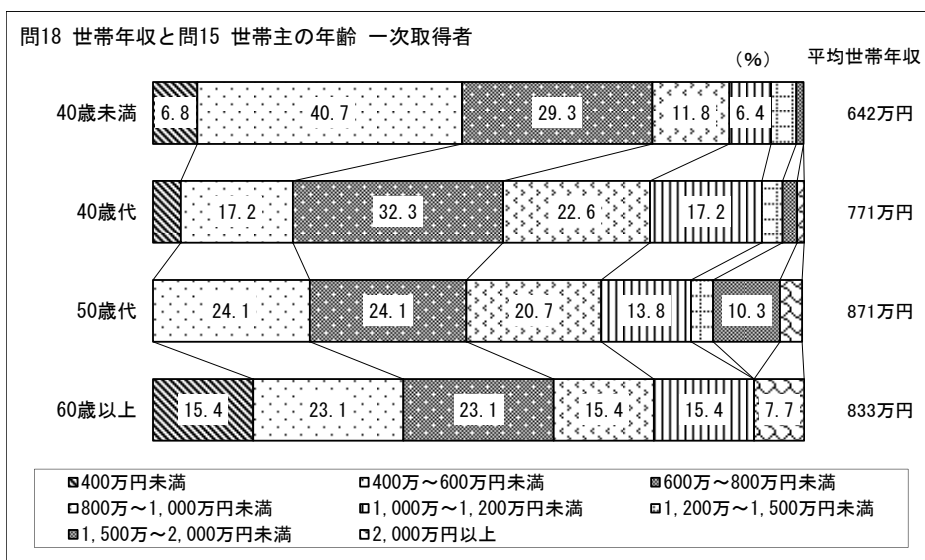 問18 世帯年収と問15 世帯主の年齢 一次取得者
(%) 平均世帯年収
40歳未満 6.8 40.7 29.3 11.8 6.4 642万円
40歳代 17.2 32.3 22.6 17.2 771万円
50歳代 24.1 24.1 20.7 13.8 10.3 871万円
60歳以上 15.4 23.1 23.1 15.4 15.4 7.7 833万円
400万円未満 400万~600万円未満 600万~800万円未満
800万~1,000万円未満 1,000万~1,200万円未満 1,200万~1,500万円未満
1,500万~2,000万円未満 2,000万円以上